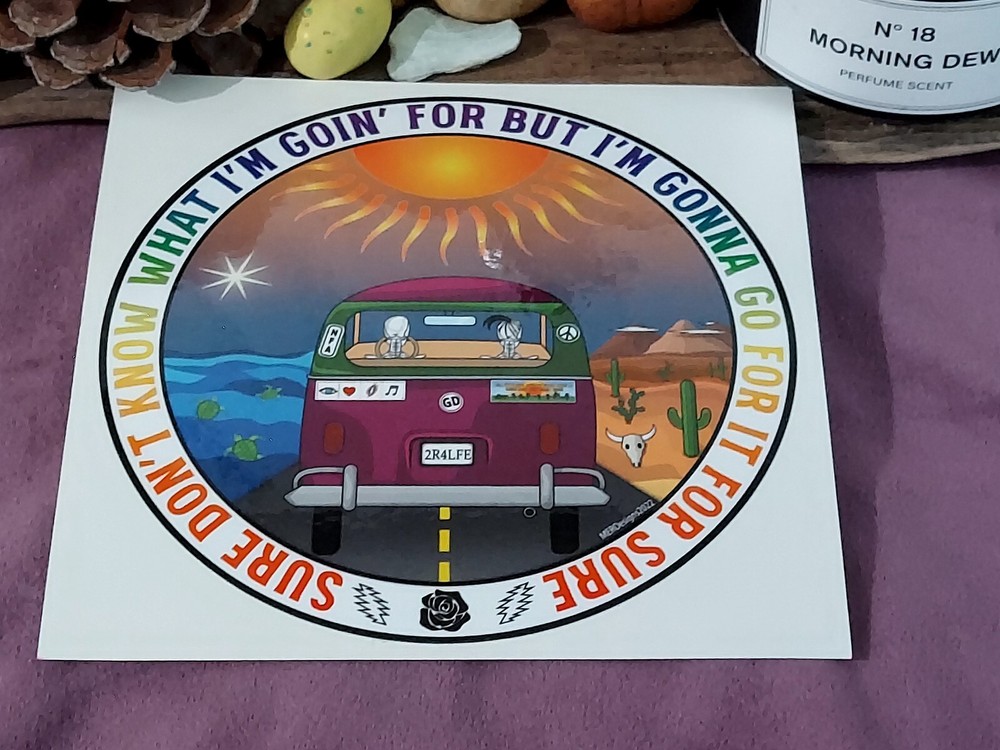 N° 18
MORNING DEW
PERFUME SCENT
SURE DON'T KNOW WHAT I'M GOIN' FOR BUT I'M GONNA GO FOR IT FOR SURE
GD
2R4LFE
MERDesigns2022